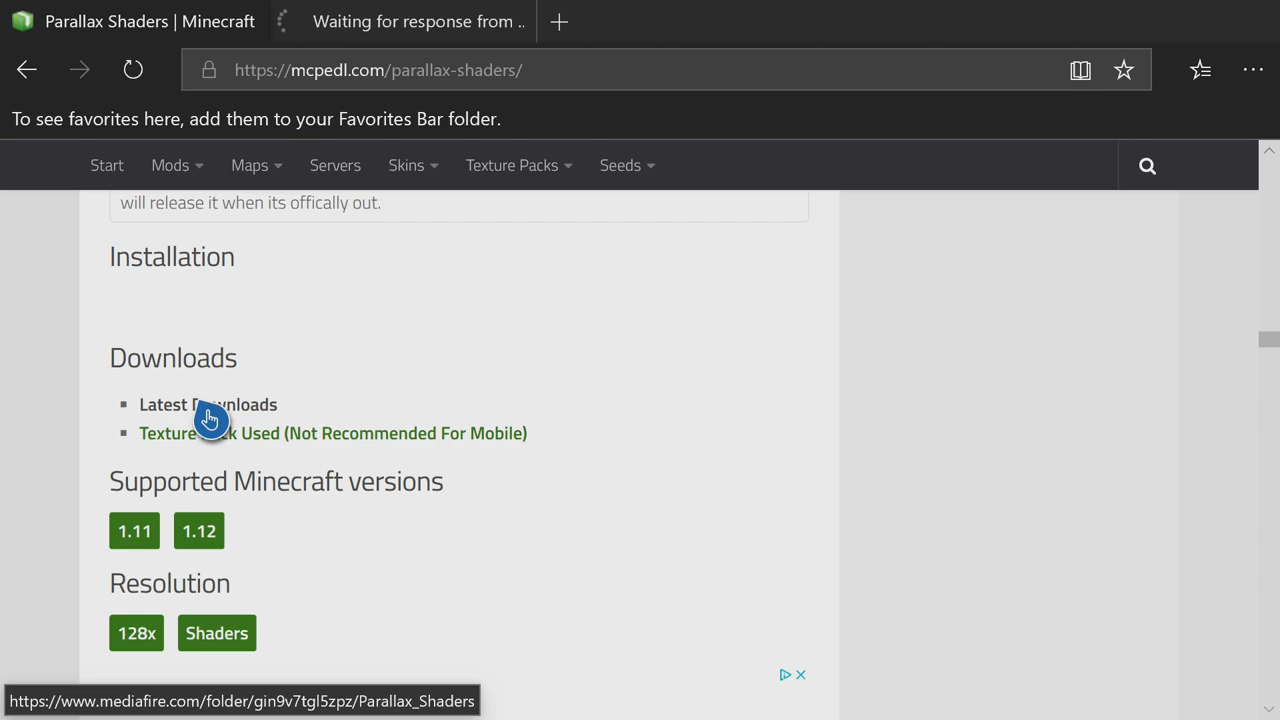 Parallax Shaders | Minecraft
Waiting for response from ..
https://mcpedl.com/parallax-shaders/
To see favorites here, add them to your Favorites Bar folder.
Start Mods Maps Servers Skins Texture Packs Seeds
will release it when its offically out.
Installation
Downloads
Latest Downloads
Texture Pack Used (Not Recommended For Mobile)
Supported Minecraft versions
1.11 1.12
Resolution
128x Shaders
https://www.mediafire.com/folder/gin9v7tgl5zpz/Parallax_Shaders